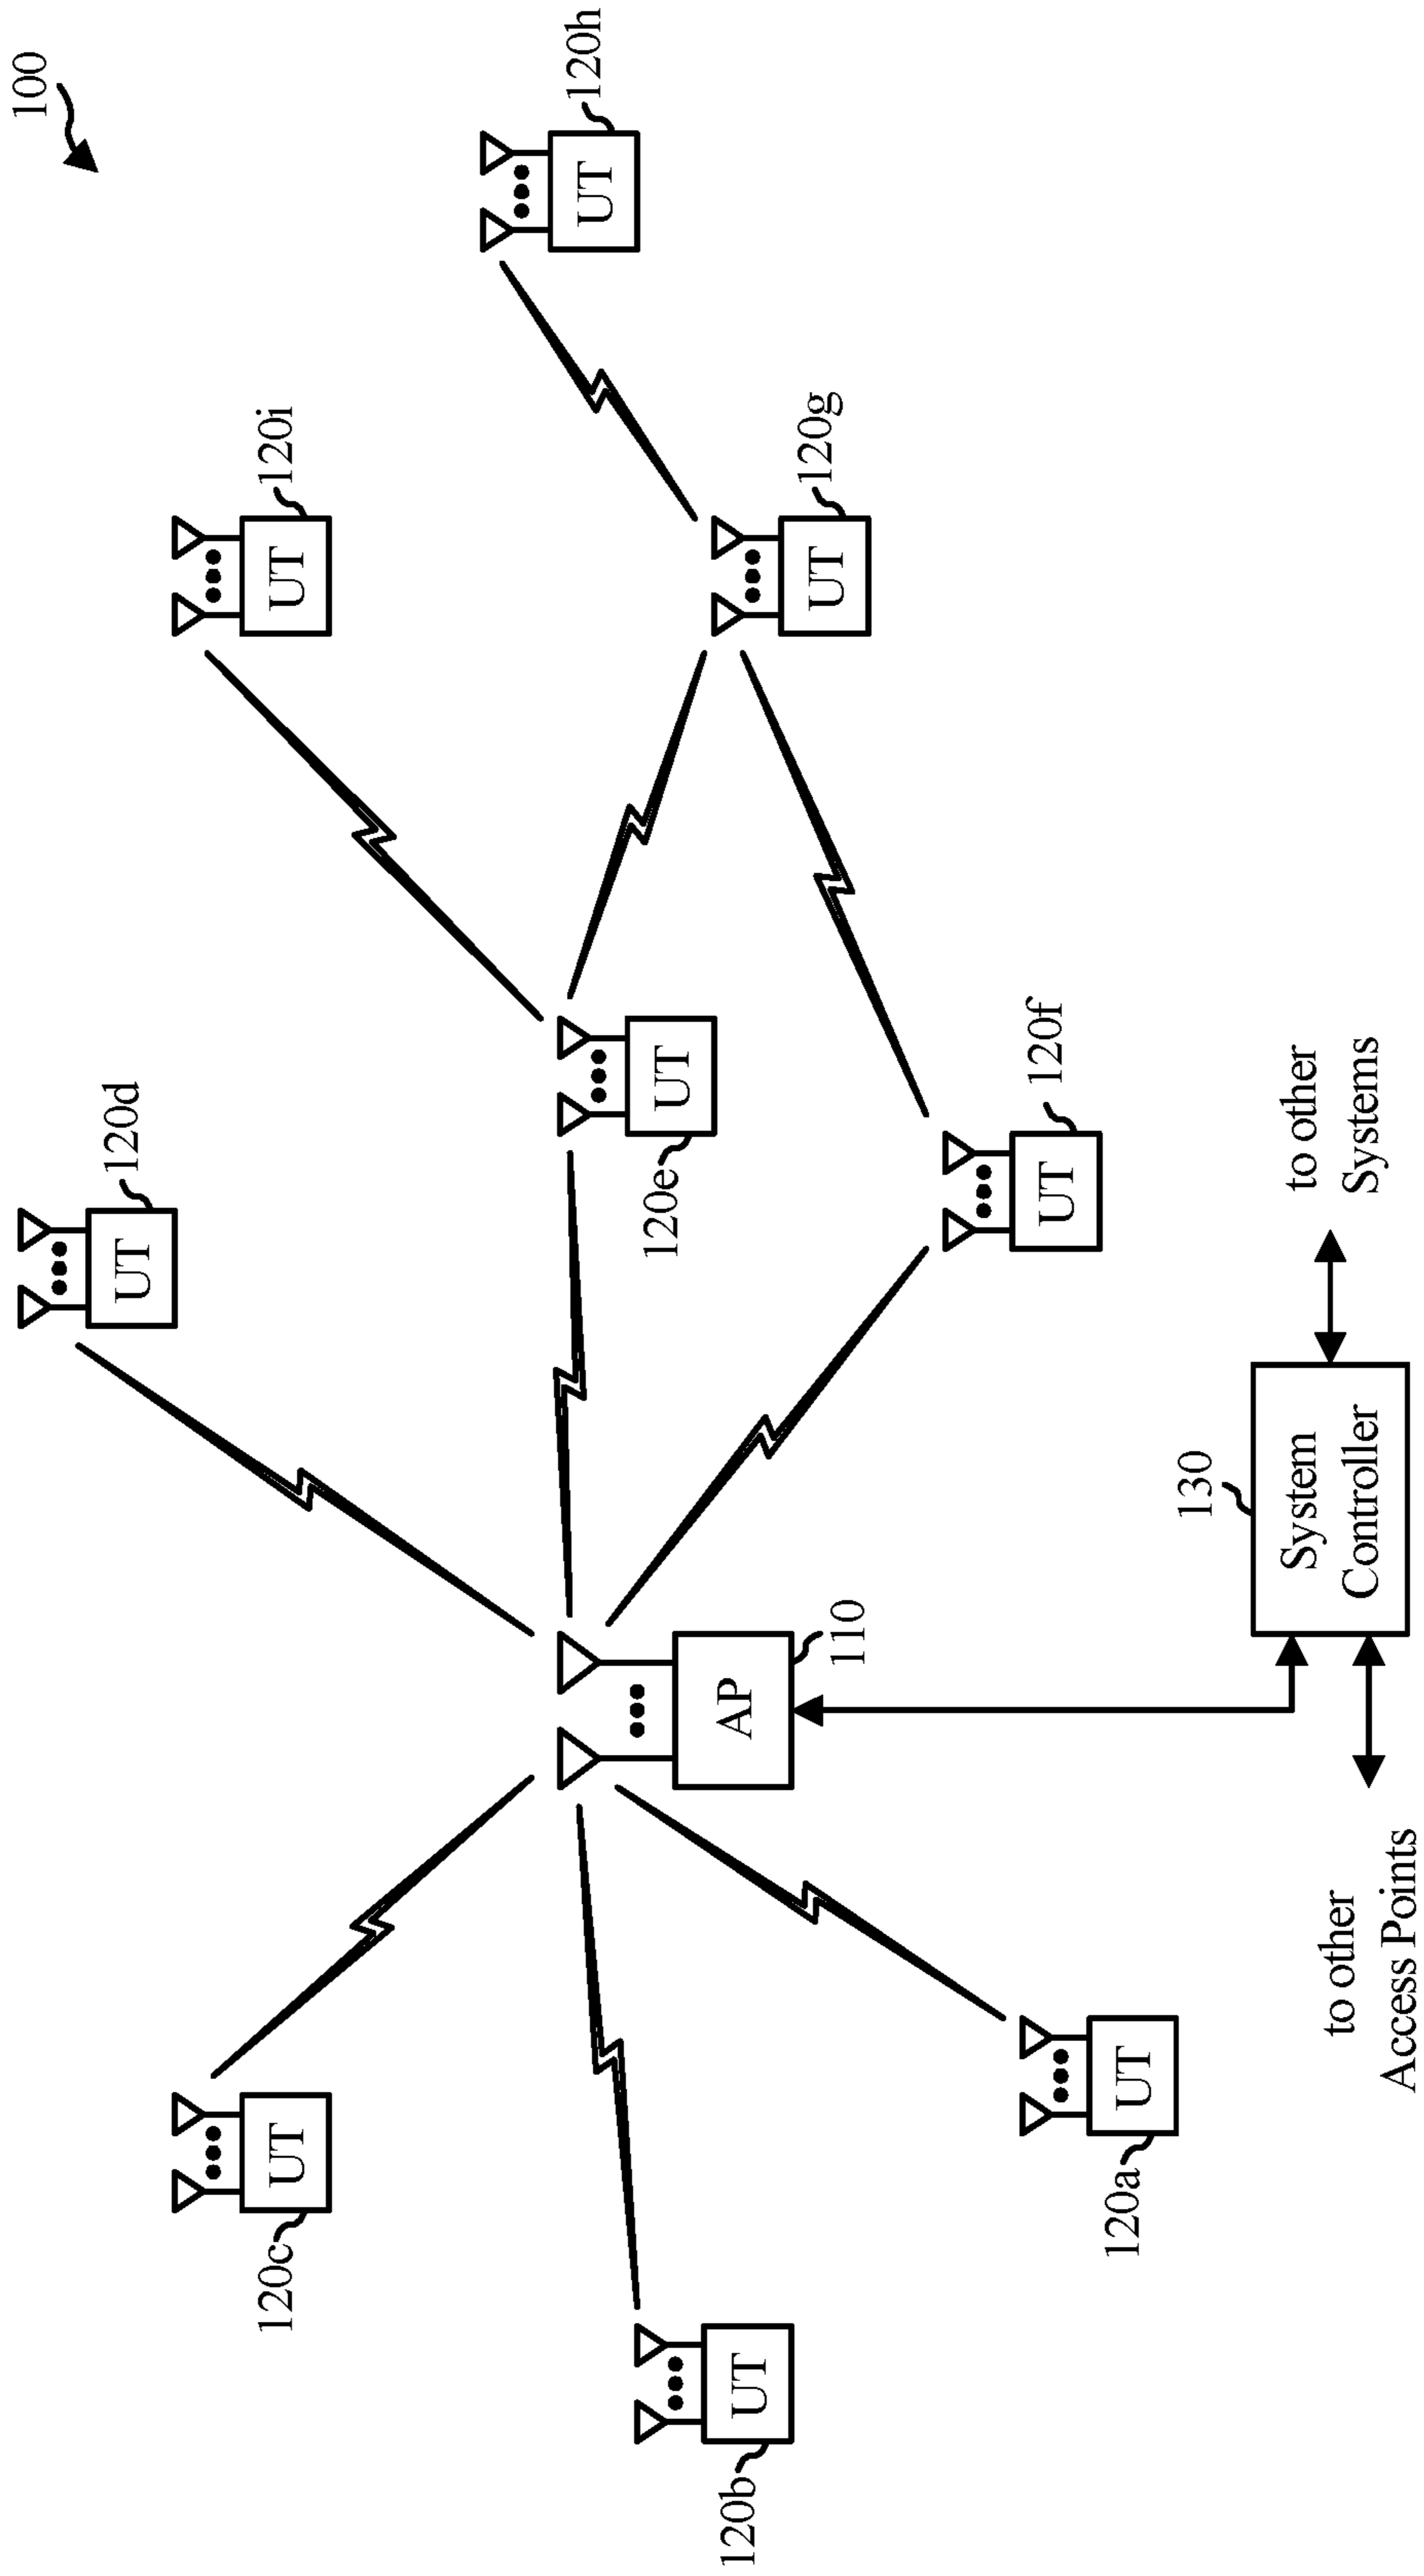 100
UT
120d
UT
120i
UT
120c
UT
120h
UT
120e
UT
120g
AP
110
UT
120b
UT
120f
UT
120a
130
System
Controller
to other
Systems
to other
Access Points